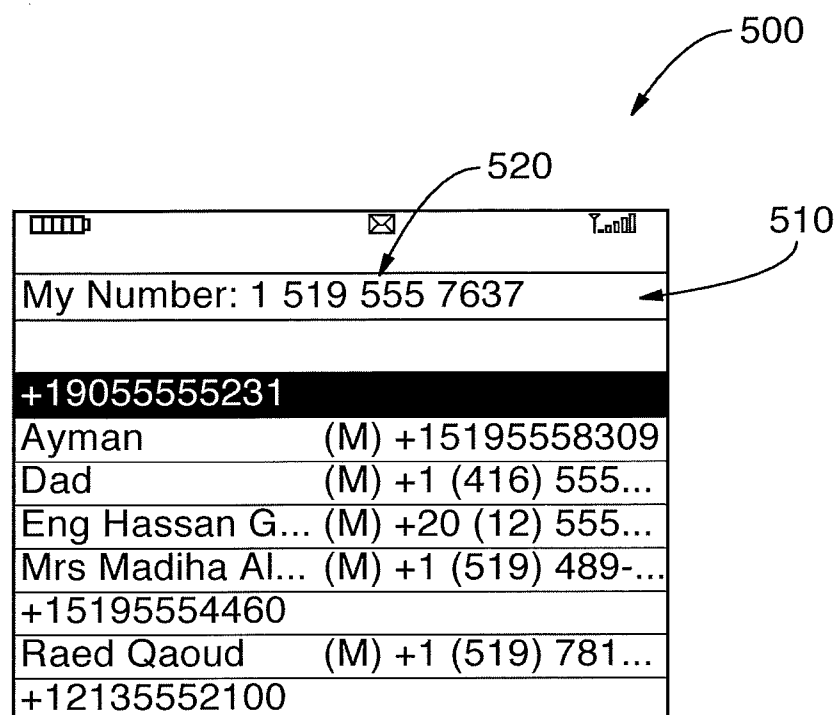 500
520
510
My Number: 1 519 555 7637
+19055555231
Ayman (M) +15195558309
Dad (M) +1 (416) 555...
Eng Hassan G... (M) +20 (12) 555...
Mrs Madiha Al... (M) +1 (519) 489-...
+15195554460
Raed Qaoud (M) +1 (519) 781...
+12135552100